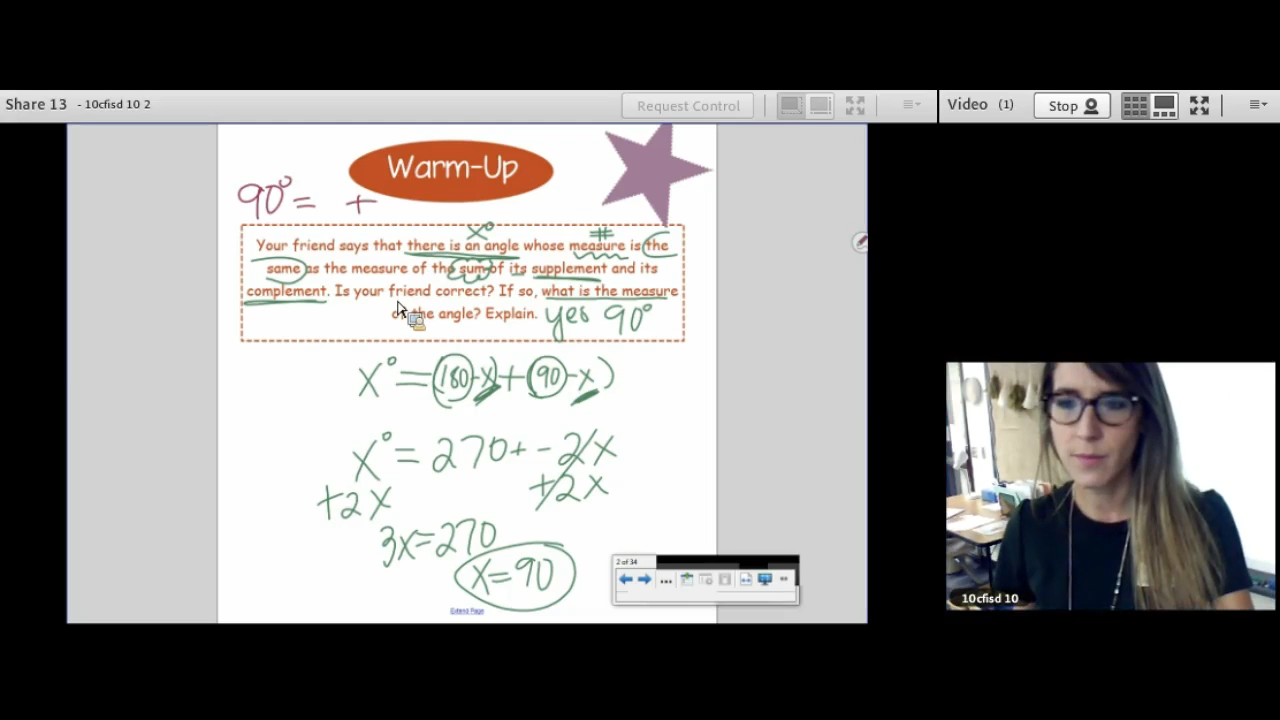 Share 13 - 10cfisd 10 2
Request Control
Video (1)
Stop
Warm-Up
90° = +
x° #
Your friend says that there is an angle whose measure is the
same as the measure of the sum of its supplement and its
complement. Is your friend correct? If so, what is the measure
of the angle? Explain. yes 90°
x° = (180-x) + (90-x)
x° = 270 + -2x
+2x +2x
3x = 270
x = 90
2 of 34
...
Extend Page
10cfisd 10